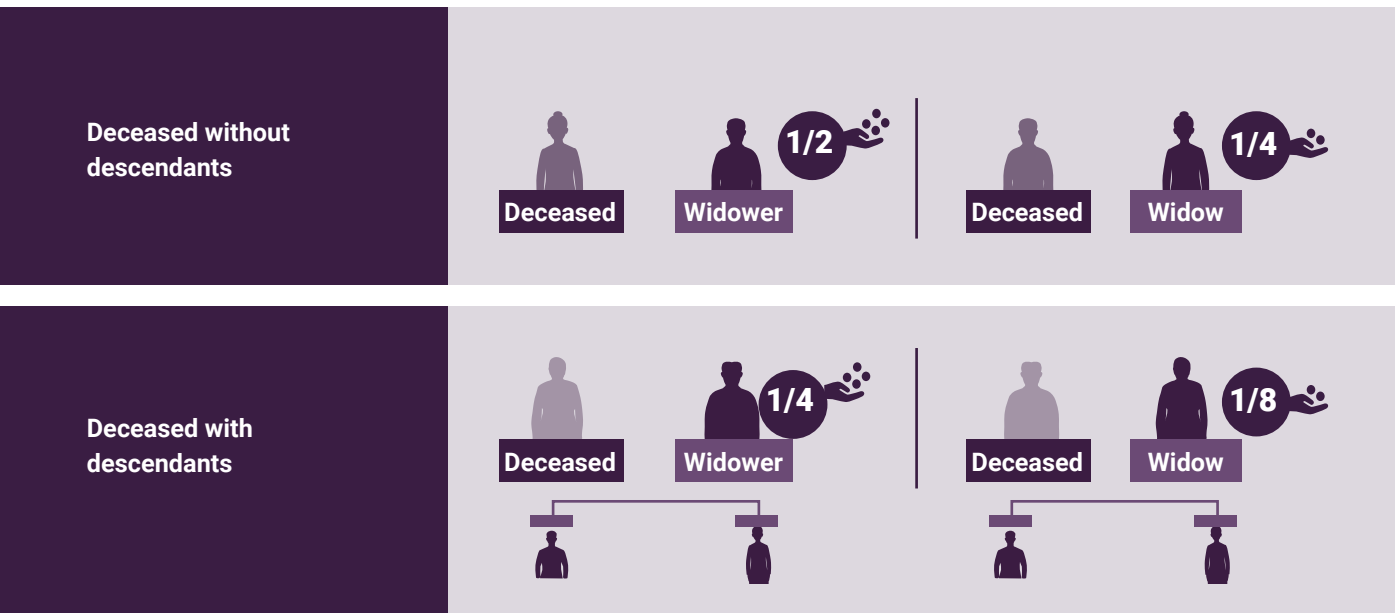 Deceased without
descendants
1/2
1/4
Deceased
Widower
Deceased
Widow
Deceased with
descendants
1/4
1/8
Deceased
Widower
Deceased
Widow